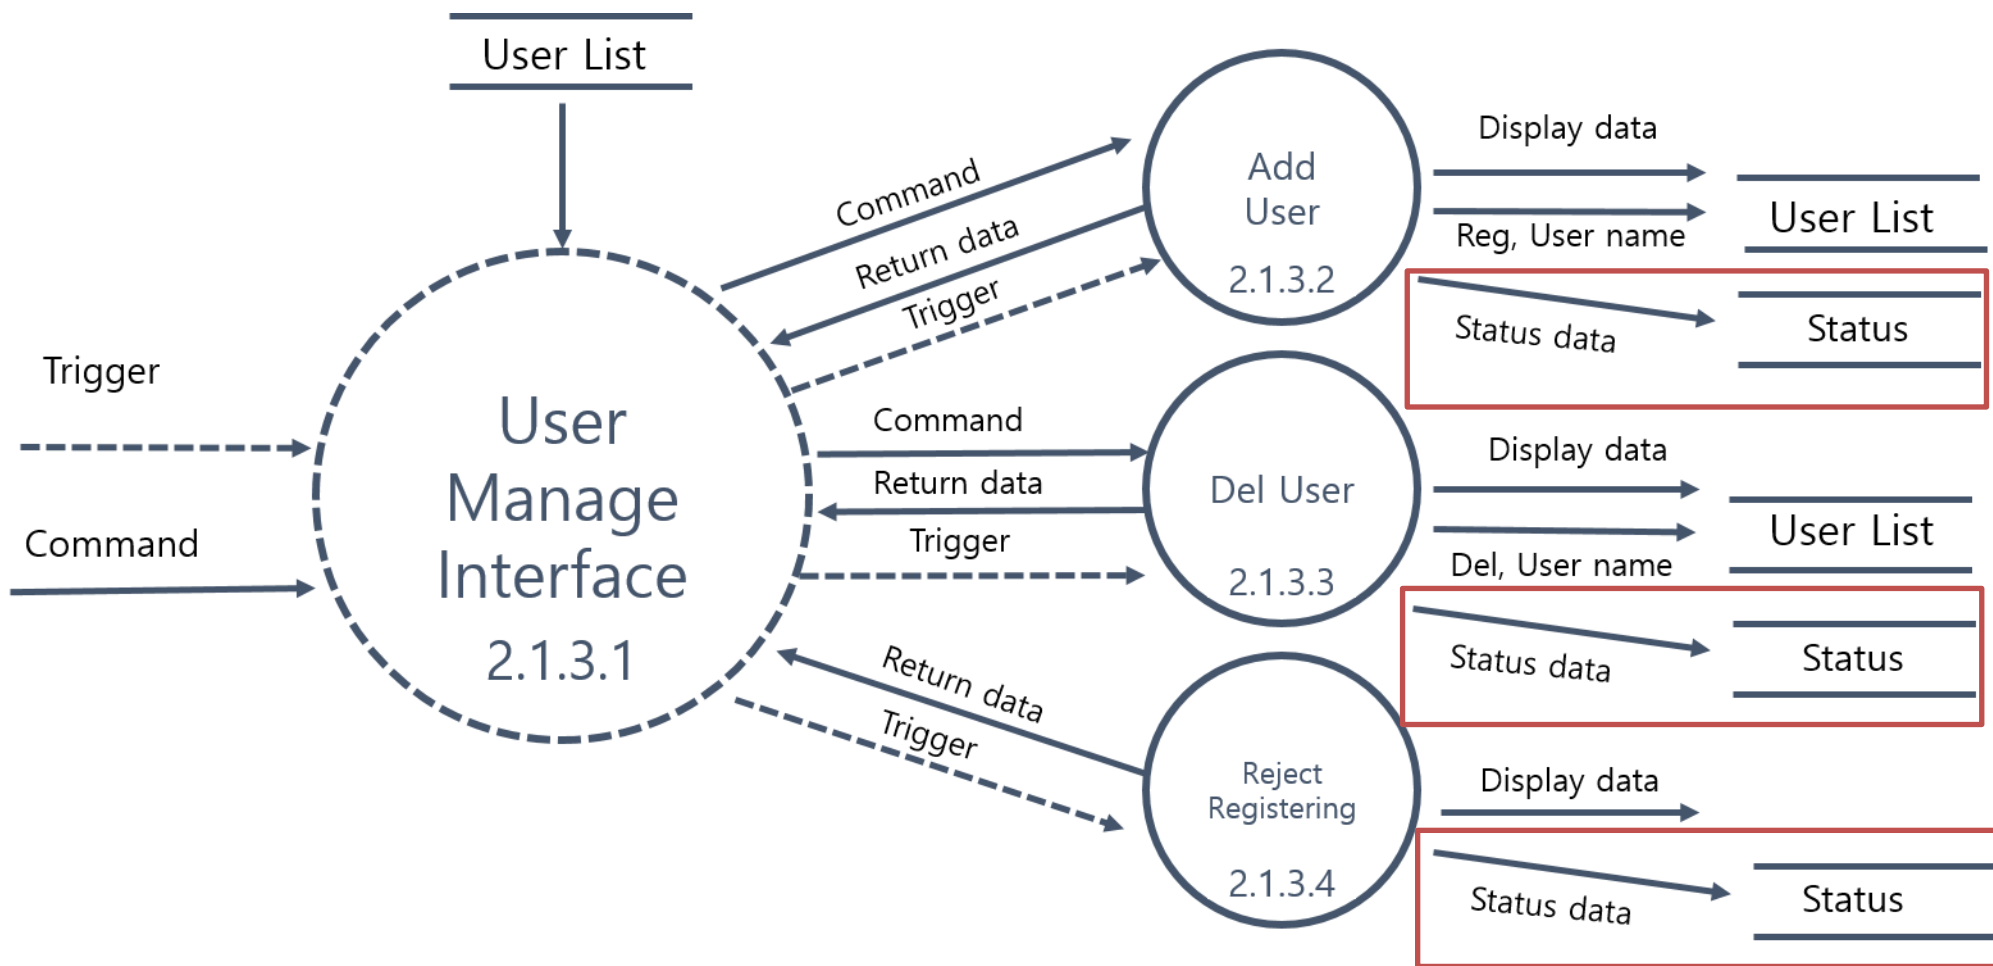 User List
Trigger
Command
User
Manage
Interface
2.1.3.1
Command
Return data
Trigger
Command
Return data
Trigger
Return data
Trigger
Add
User
2.1.3.2
Display data
Reg, User name
User List
Status data
Status
Del User
2.1.3.3
Display data
Del, User name
User List
Status data
Status
Reject
Registering
2.1.3.4
Display data
Status data
Status